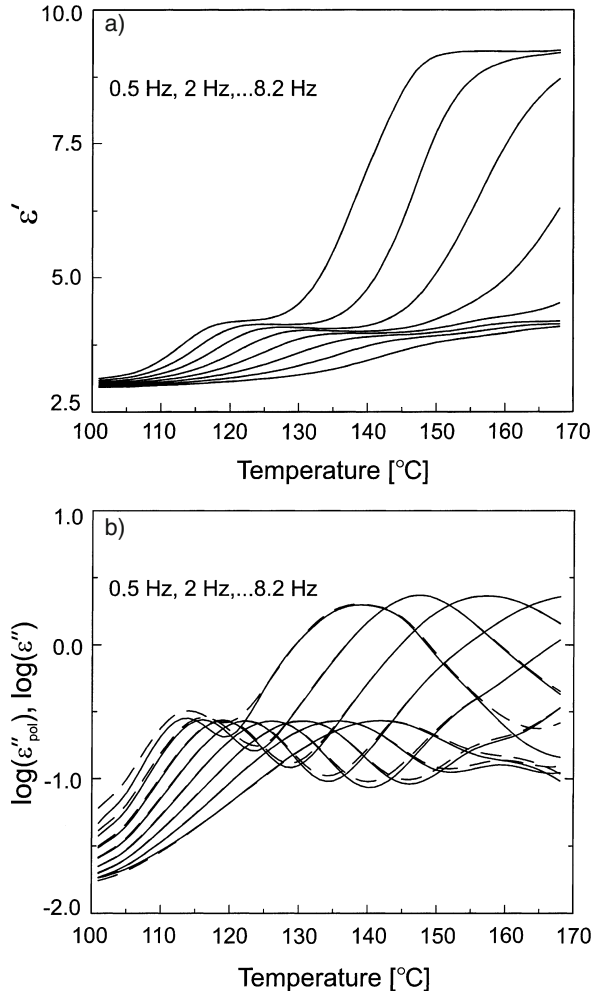 a)
10.0
0.5 Hz, 2 Hz,...8.2 Hz
7.5
ε′
5.0
2.5
100 110 120 130 140 150 160 170
Temperature [°C]
b)
1.0
0.5 Hz, 2 Hz,...8.2 Hz
0.0
log(ε″pol), log(ε″)
-1.0
-2.0
100 110 120 130 140 150 160 170
Temperature [°C]